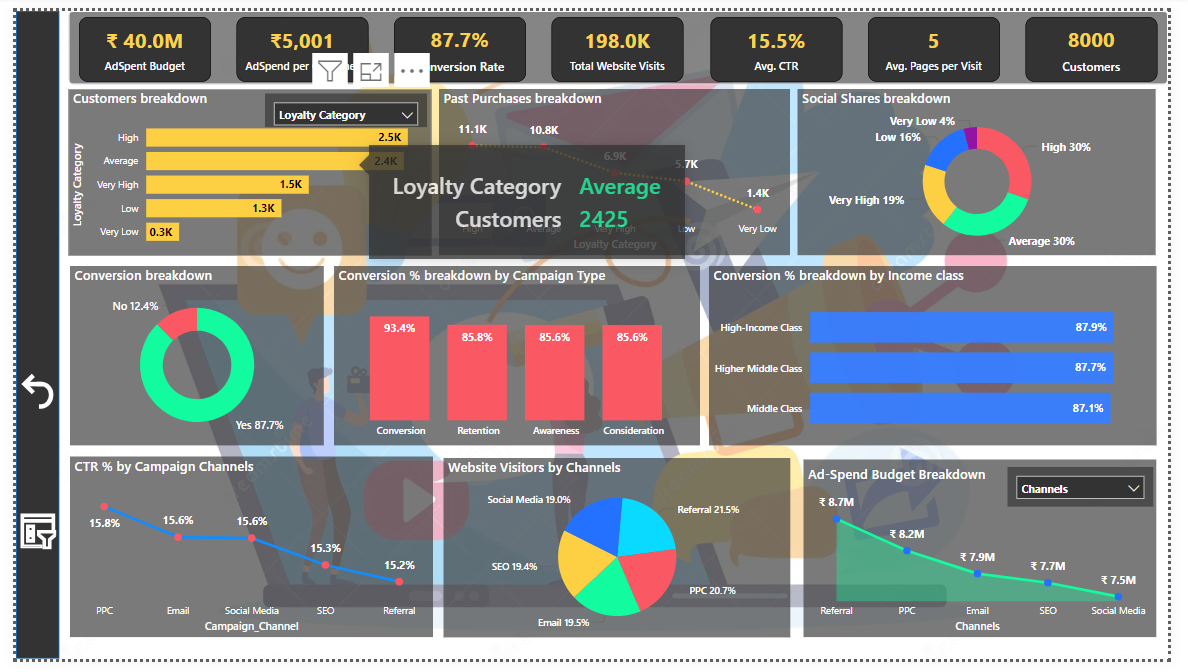 ₹ 40.0M
AdSpent Budget
₹5,001
AdSpend per
87.7%
nversion Rate
198.0K
Total Website Visits
15.5%
Avg. CTR
5
Avg. Pages per Visit
8000
Customers
Customers breakdown
Loyalty Category
Loyalty Category
High
2.5K
Average
2.4K
Very High
1.5K
Low
1.3K
Very Low
0.3K
Past Purchases breakdown
11.1K
10.8K
6.9K
5.7K
1.4K
High
Average
Very High
Low
Very Low
Loyalty Category
Loyalty Category Average
Customers 2425
Social Shares breakdown
Very Low 4%
Low 16%
High 30%
Very High 19%
Average 30%
Conversion breakdown
No 12.4%
Yes 87.7%
Conversion % breakdown by Campaign Type
93.4%
85.8%
85.6%
85.6%
Conversion
Retention
Awareness
Consideration
Conversion % breakdown by Income class
High-Income Class
87.9%
Higher Middle Class
87.7%
Middle Class
87.1%
CTR % by Campaign Channels
15.8%
15.6%
15.6%
15.3%
15.2%
PPC
Email
Social Media
SEO
Referral
Campaign_Channel
Website Visitors by Channels
Social Media 19.0%
Referral 21.5%
SEO 19.4%
PPC 20.7%
Email 19.5%
Ad-Spend Budget Breakdown
Channels
₹ 8.7M
₹ 8.2M
₹ 7.9M
₹ 7.7M
₹ 7.5M
Referral
PPC
Email
SEO
Social Media
Channels